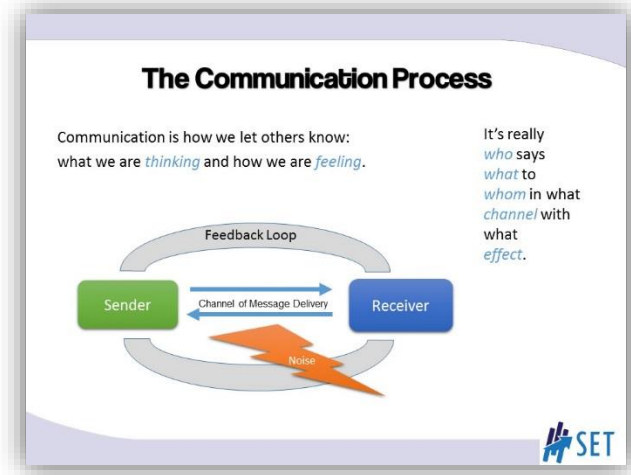 The Communication Process
Communication is how we let others know:
what we are thinking and how we are feeling.
It's really
who says
what to
whom in what
channel with
what
effect.
Feedback Loop
Sender
Channel of Message Delivery
Receiver
Noise
SET